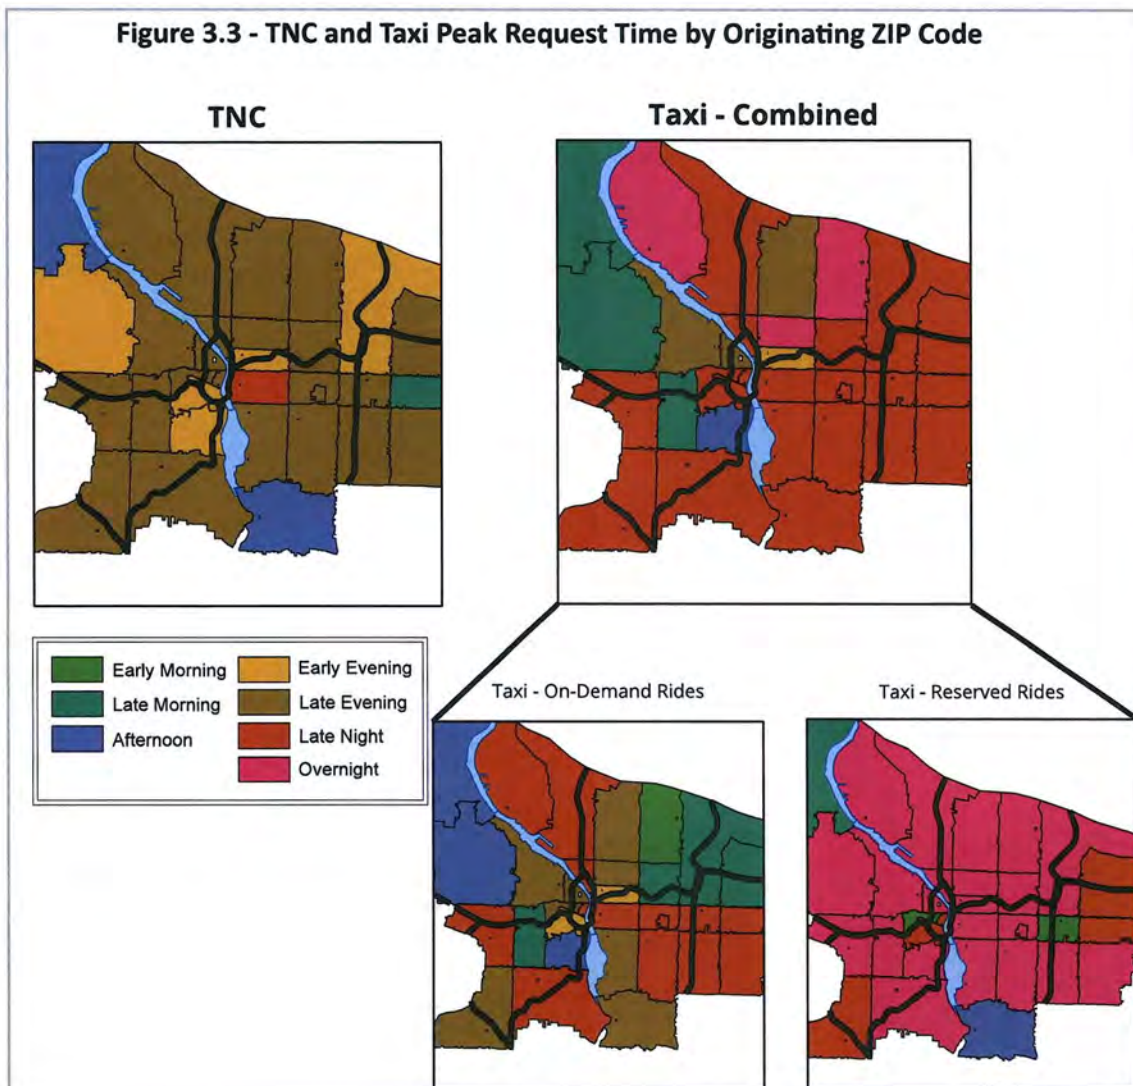 Figure 3.3 - TNC and Taxi Peak Request Time by Originating ZIP Code
TNC
Taxi - Combined
Early Morning
Late Morning
Afternoon
Early Evening
Late Evening
Late Night
Overnight
Taxi - On-Demand Rides
Taxi - Reserved Rides